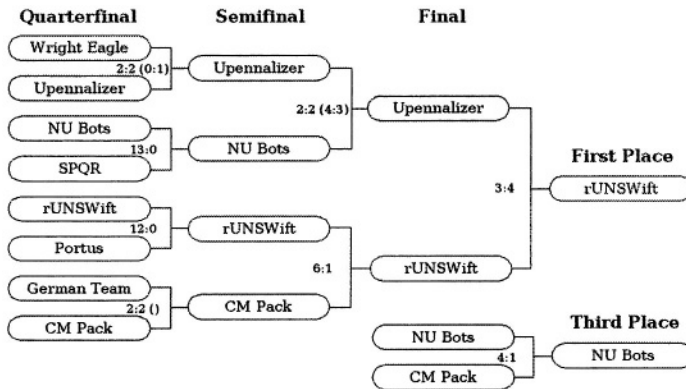 Quarterfinal Semifinal Final
Wright Eagle
2:2 (0:1)
Upennalizer
Upennalizer
2:2 (4:3)
Upennalizer
NU Bots
13:0
NU Bots
SPQR
First Place
3:4
rUNSWift
rUNSWift
12:0
rUNSWift
Portus
6:1
rUNSWift
German Team
2:2 ()
CM Pack
CM Pack
Third Place
NU Bots
4:1
NU Bots
CM Pack